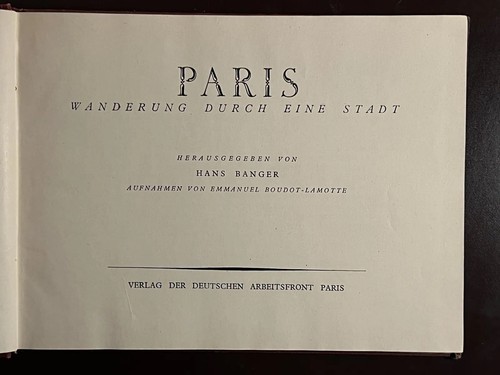 PARIS
WANDERUNG DURCH EINE STADT
HERAUSGEGEBEN VON
HANS BANGER
AUFNAHMEN VON EMMANUEL BOUDOT-LAMOTTE
VERLAG DER DEUTSCHEN ARBEITSFRONT PARIS